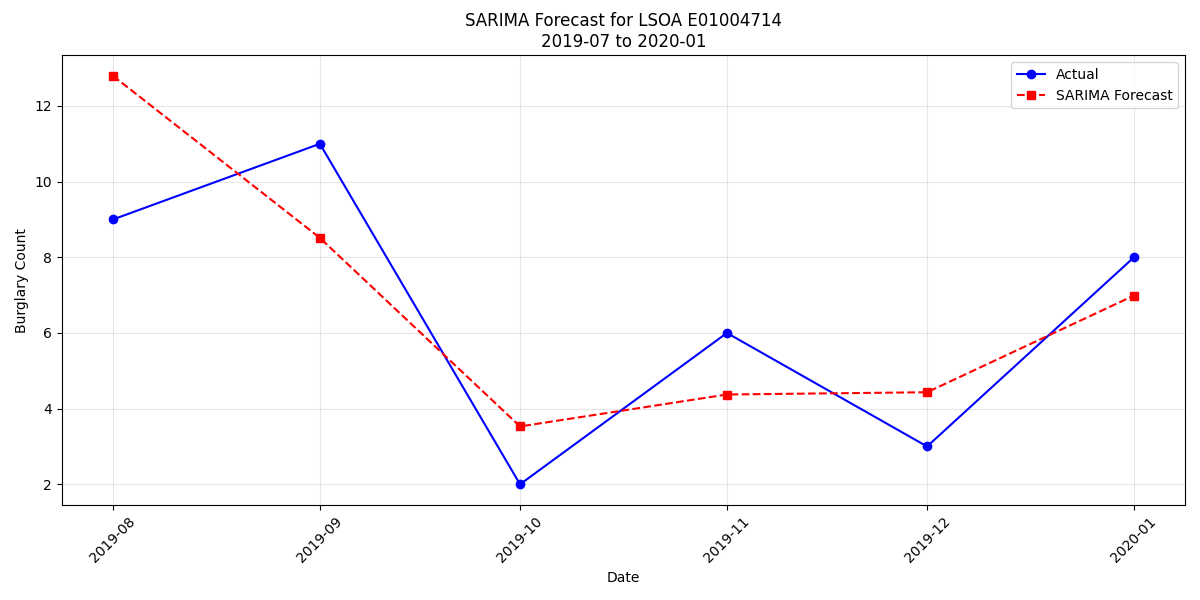 SARIMA Forecast for LSOA E01004714
2019-07 to 2020-01
Actual
SARIMA Forecast
Burglary Count
12
10
8
6
4
2
2019-08
2019-09
2019-10
2019-11
2019-12
2020-01
Date